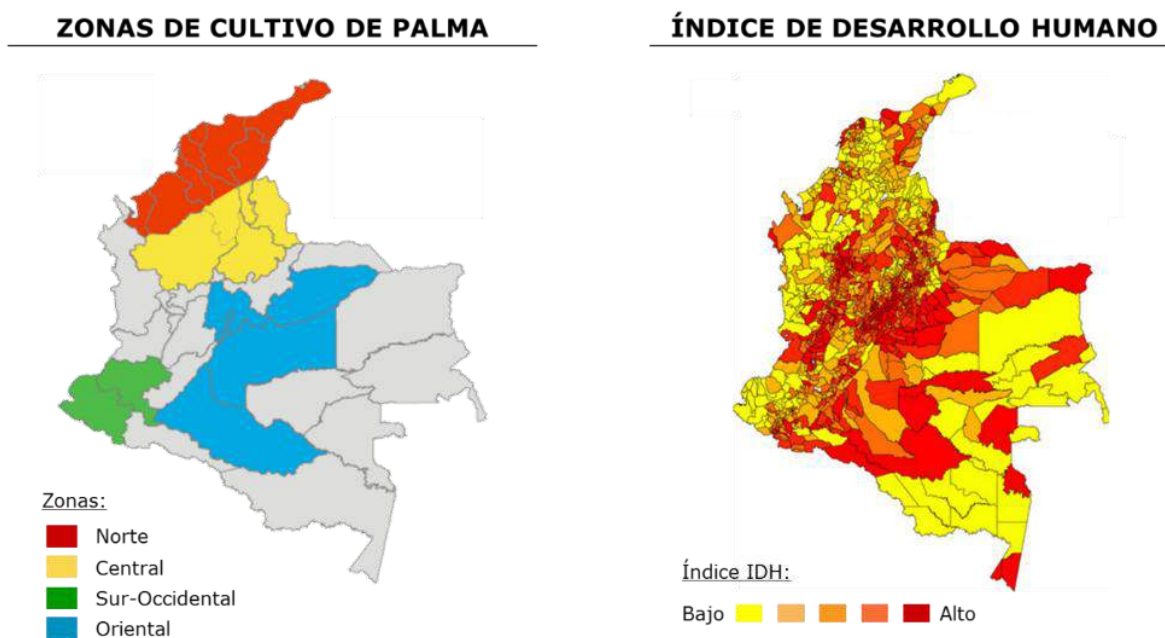 ZONAS DE CULTIVO DE PALMA
Zonas:
Norte
Central
Sur-Occidental
Oriental
ÍNDICE DE DESARROLLO HUMANO
Índice IDH:
Bajo Alto